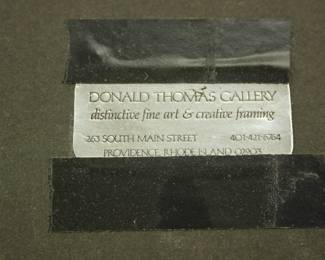 DONALD THOMAS GALLERY
distinctive fine art & creative framing
263 SOUTH MAIN STREET 401-421-6764
PROVIDENCE, RHODE ISLAND 02903